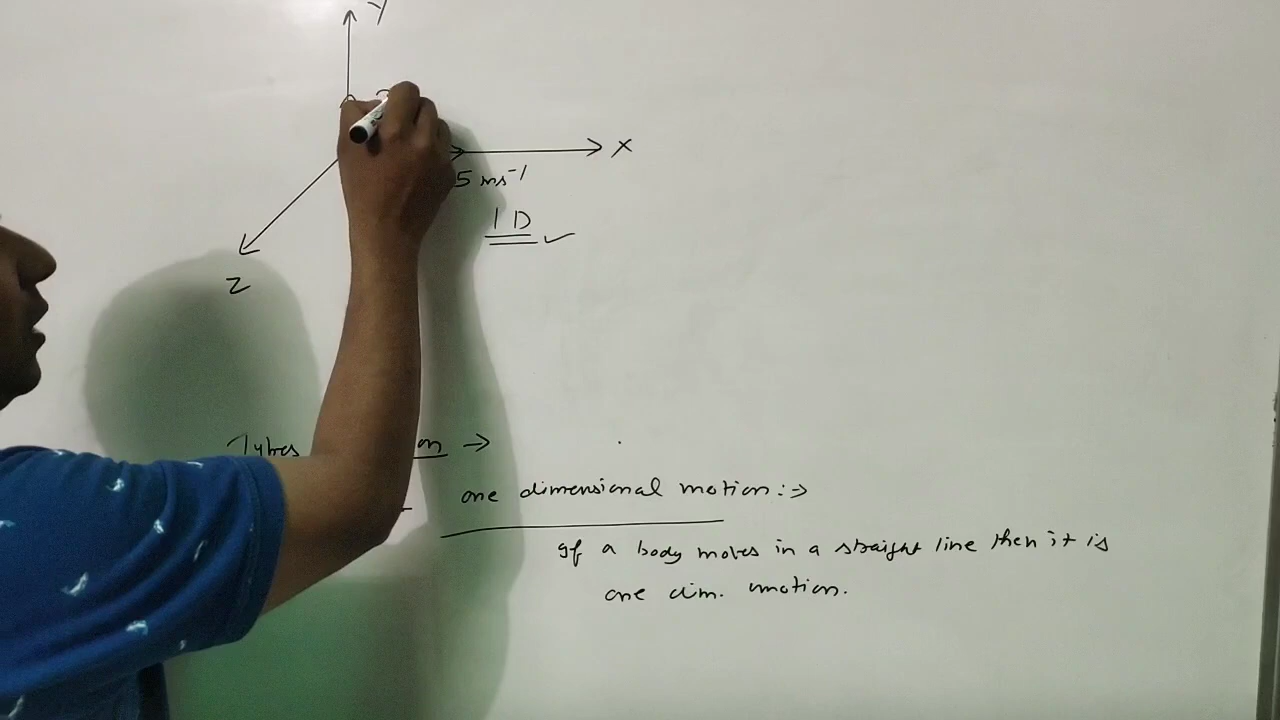 Y
X
5 ms⁻¹
1 D
Z
Types on →
one dimensional motion :→
If a body moves in a straight line then it is
one dim. motion.